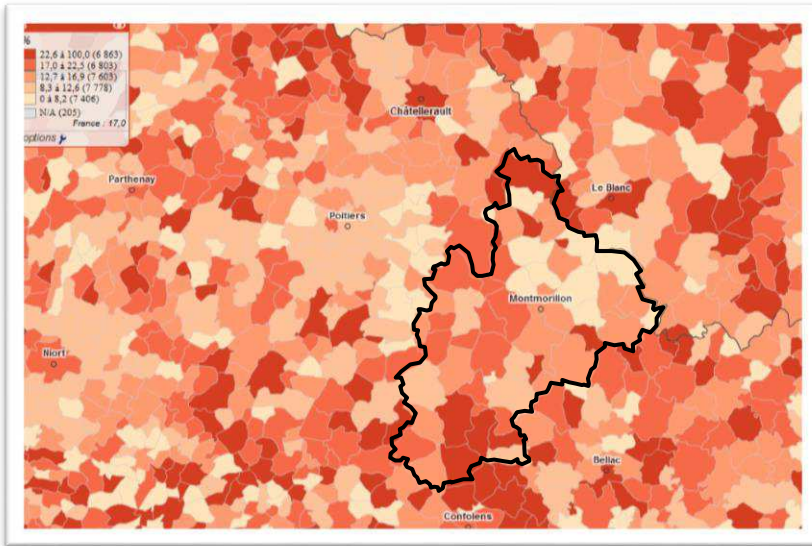 %
22,6 à 100,0 (6 863)
17,0 à 22,5 (6 803)
12,7 à 16,9 (7 603)
8,3 à 12,6 (7 778)
0 à 8,2 (7 406)
N/A (205)
France : 17,0
options
Châtellerault
Parthenay
Le Blanc
Poitiers
Montmorillon
Niort
Bellac
Confolens